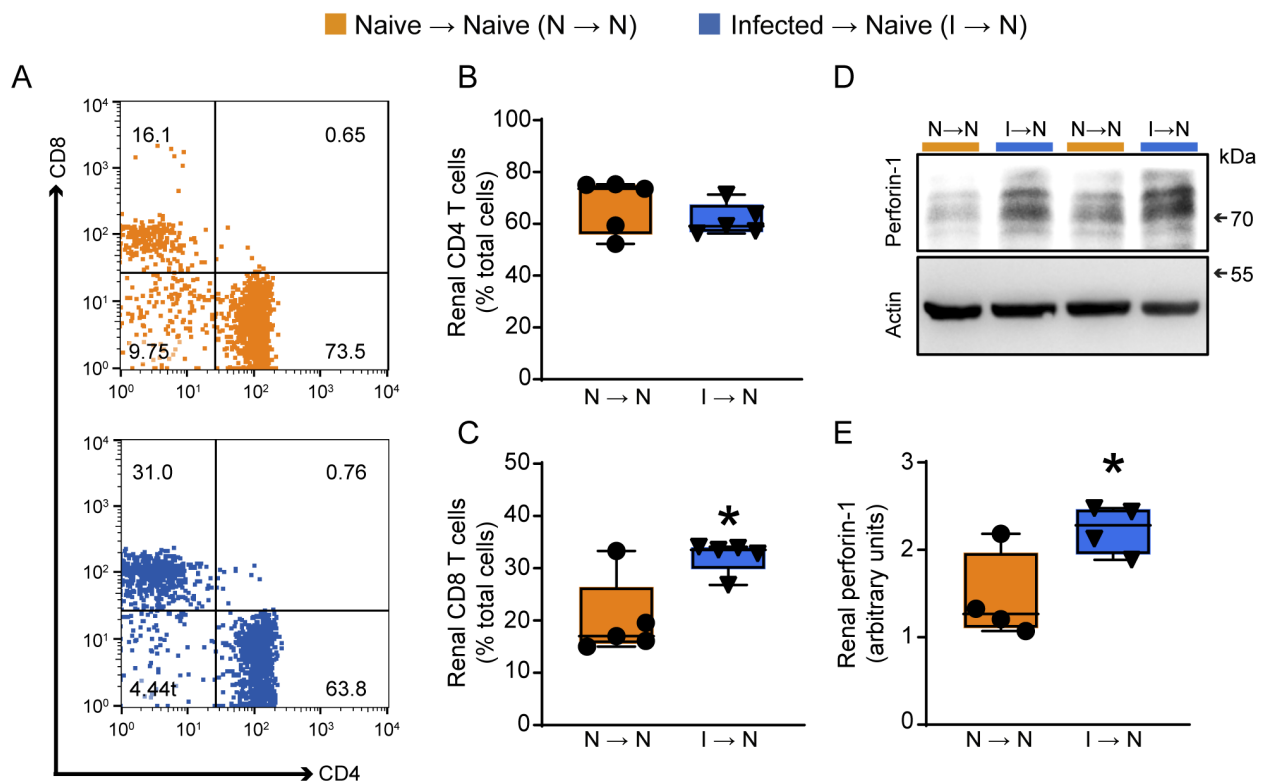 Naive → Naive (N → N) Infected → Naive (I → N)
A
CD8
10⁴
10³
10²
10¹
10⁰
16.1 0.65
9.75 73.5
10⁰ 10¹ 10² 10³ 10⁴
10⁴
10³
10²
10¹
10⁰
31.0 0.76
4.44t 63.8
10⁰ 10¹ 10² 10³ 10⁴
CD4
B
Renal CD4 T cells
(% total cells)
100
80
60
40
20
0
N → N I → N
C
Renal CD8 T cells
(% total cells)
50
40
30
20
10
0
*
N → N I → N
D
N→N I→N N→N I→N
kDa
Perforin-1
←70
←55
Actin
E
Renal perforin-1
(arbitrary units)
3
2
1
0
*
N → N I → N